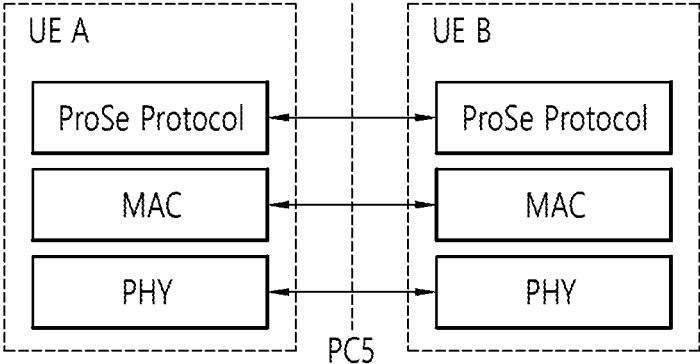 UE A
UE B
ProSe Protocol
ProSe Protocol
MAC
MAC
PHY
PHY
PC5